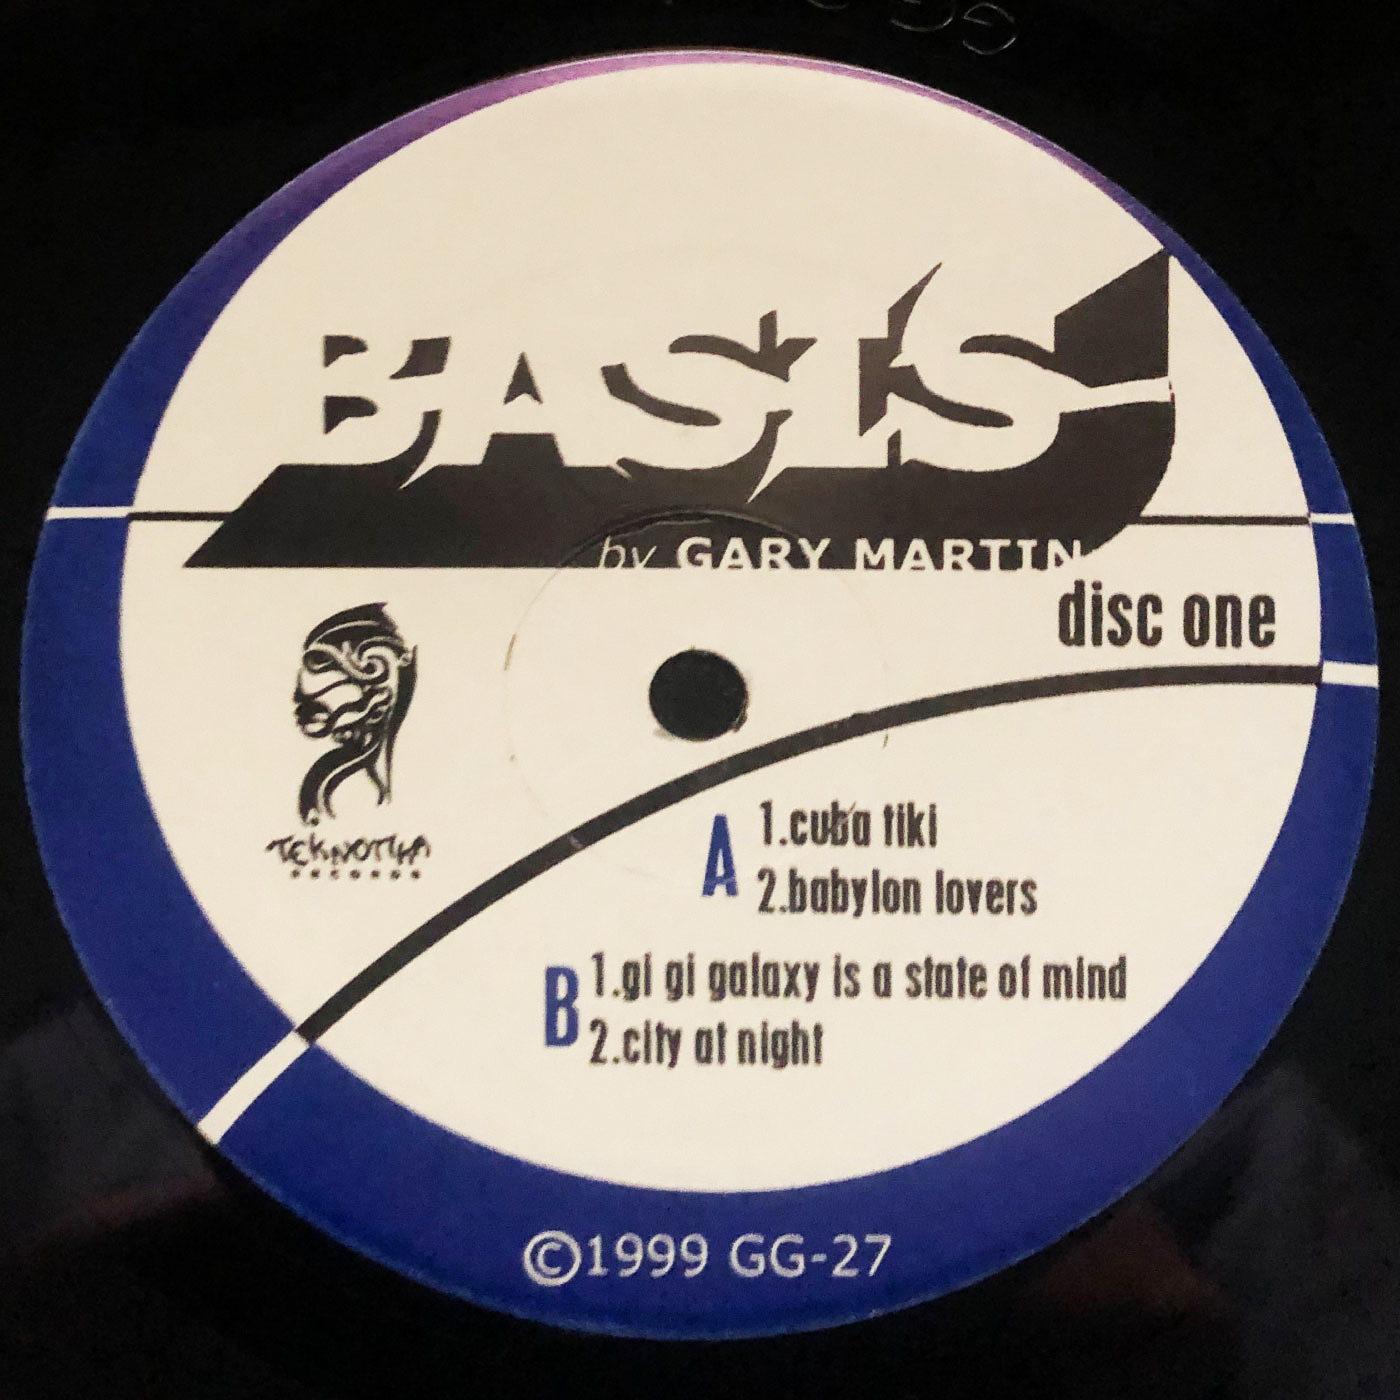 BASIS
by GARY MARTIN
disc one
TEKNOTIKA
RECORDS
A
1.cuba tiki
2.babylon lovers
B
1.gi gi galaxy is a state of mind
2.city at night
©1999 GG-27